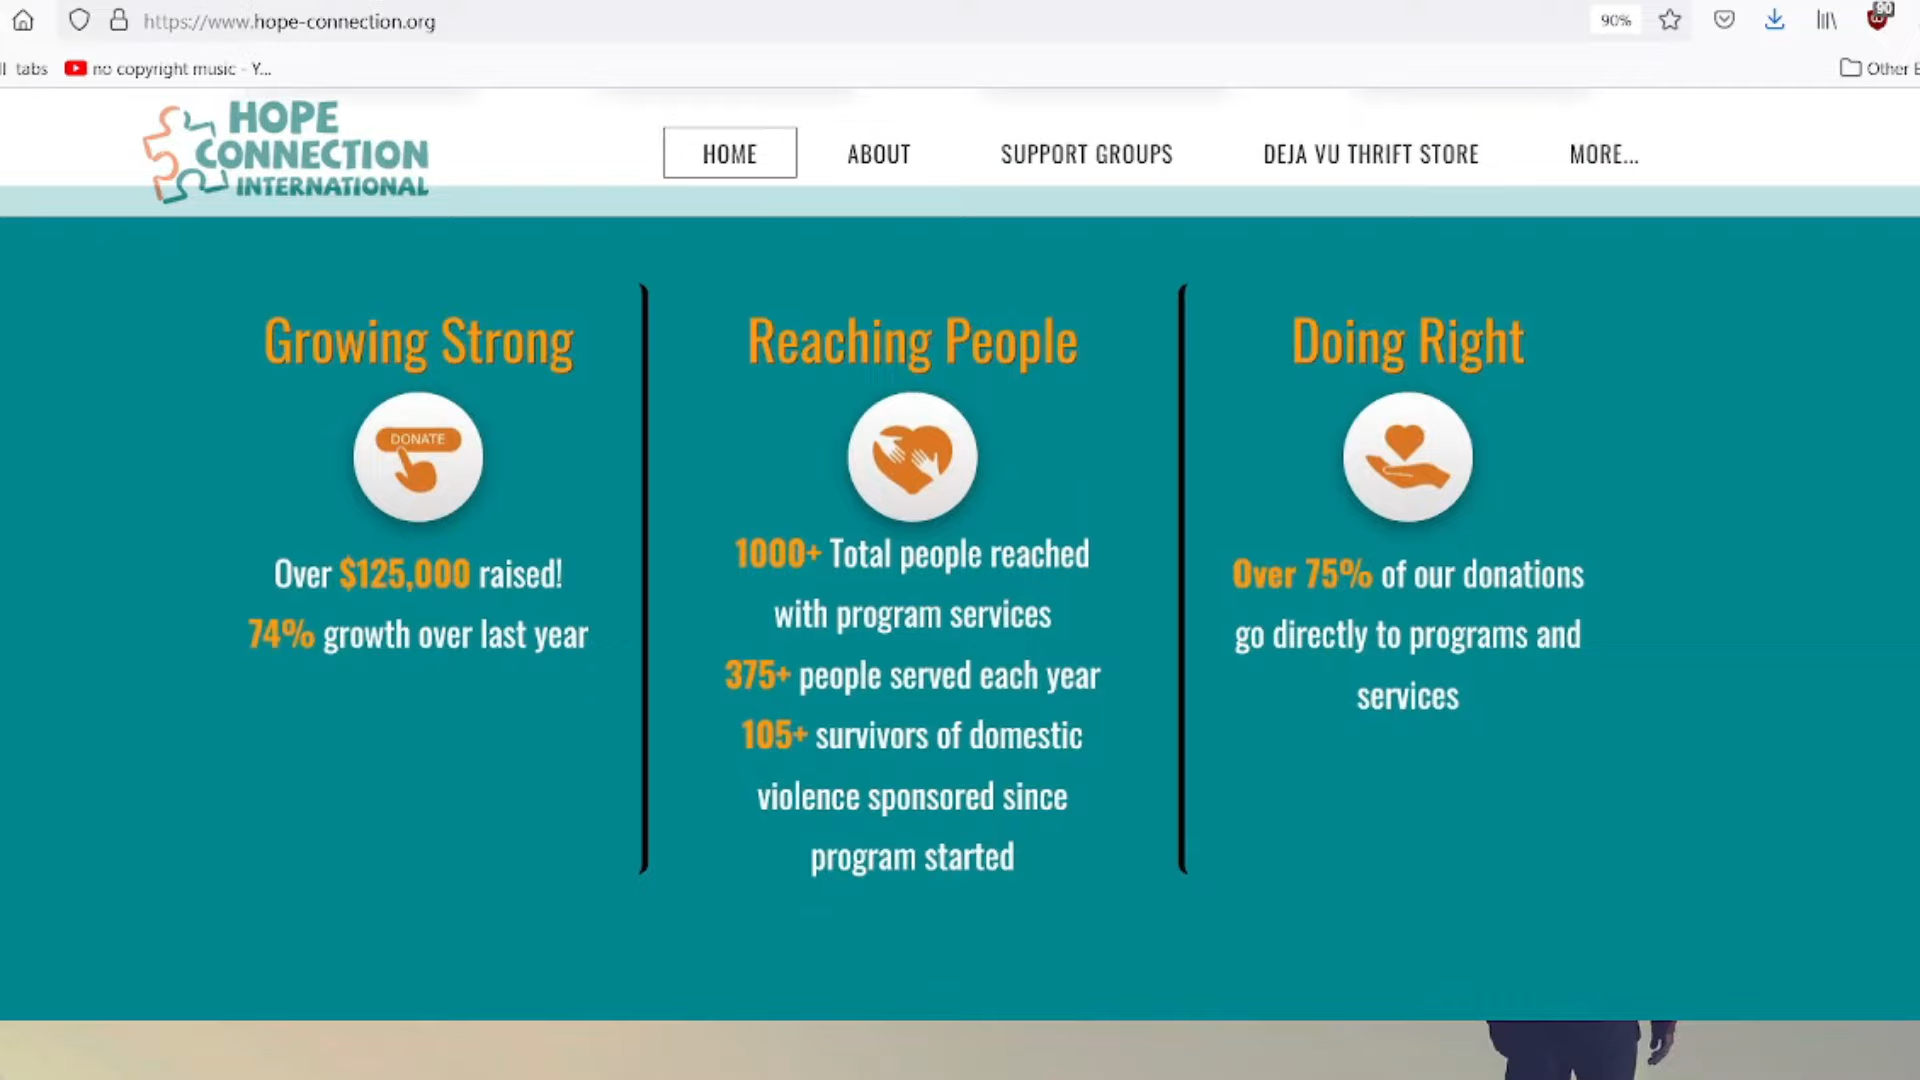 https://www.hope-connection.org
90%
90
ll tabs
no copyright music - Y...
Other
HOPE
CONNECTION
INTERNATIONAL
HOME
ABOUT
SUPPORT GROUPS
DEJA VU THRIFT STORE
MORE...
Growing Strong
DONATE
Over $125,000 raised!
74% growth over last year
Reaching People
1000+ Total people reached
with program services
375+ people served each year
105+ survivors of domestic
violence sponsored since
program started
Doing Right
Over 75% of our donations
go directly to programs and
services